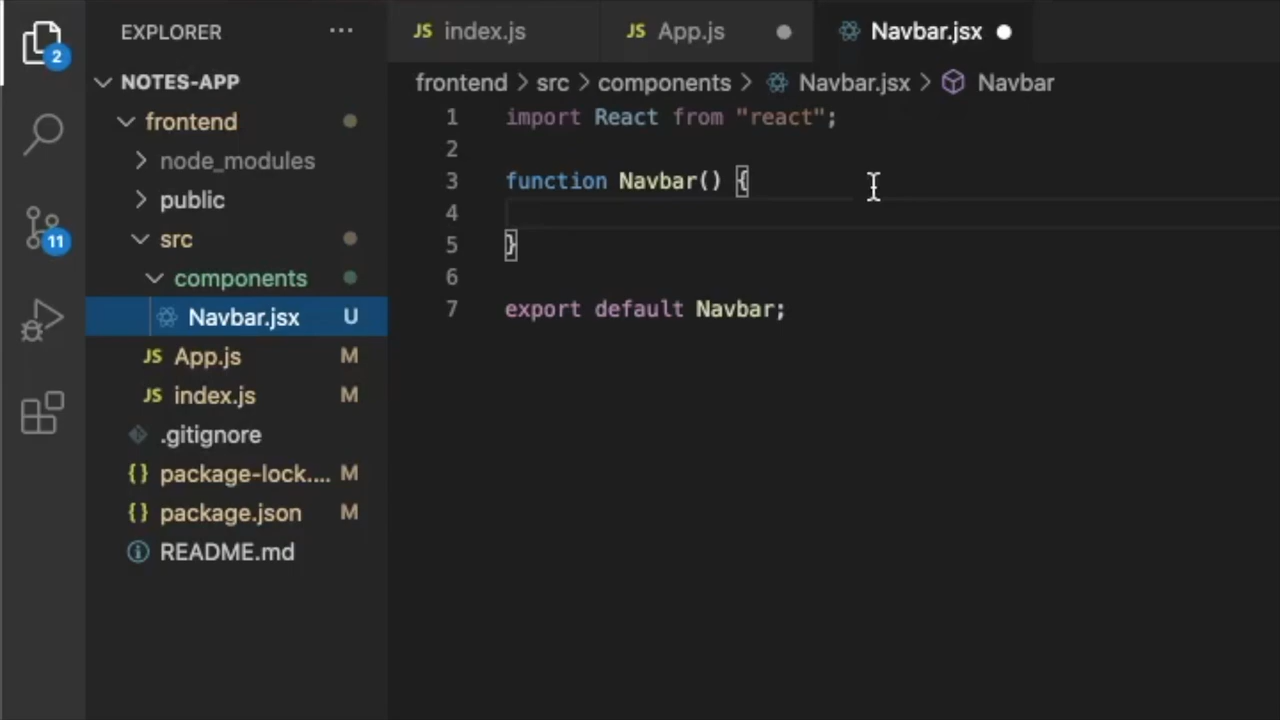 EXPLORER ...
NOTES-APP
frontend
node_modules
public
src
components
Navbar.jsx U
JS App.js M
JS index.js M
.gitignore
{} package-lock.... M
{} package.json M
README.md
2
11
JS index.js
JS App.js
Navbar.jsx
frontend > src > components > Navbar.jsx > Navbar
1 import React from "react";
2
3 function Navbar() {
4
5 }
6
7 export default Navbar;